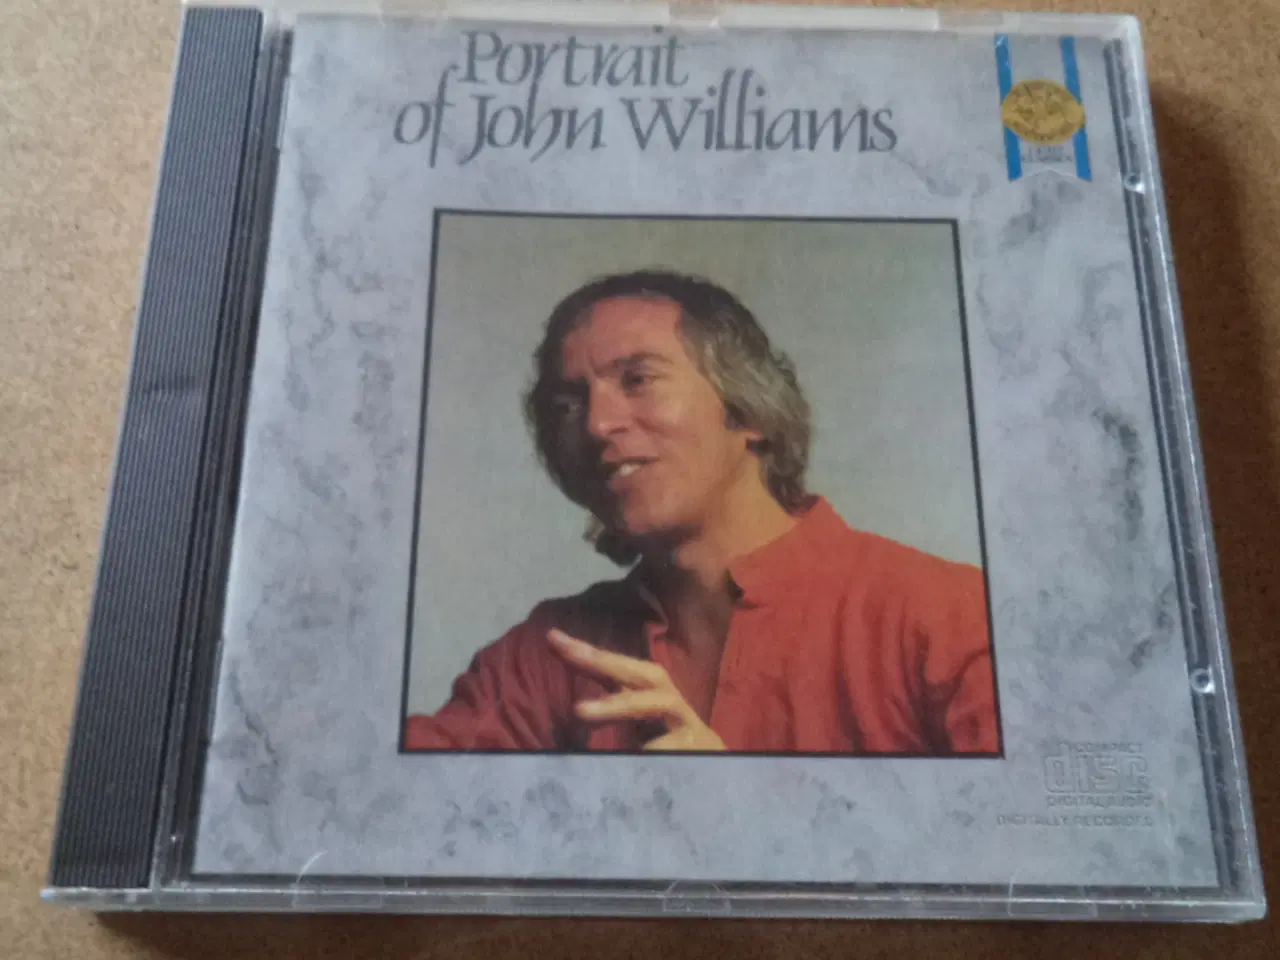 Portrait
of John Williams
COMPACT
disc
DIGITAL AUDIO
DIGITALLY RECORDED